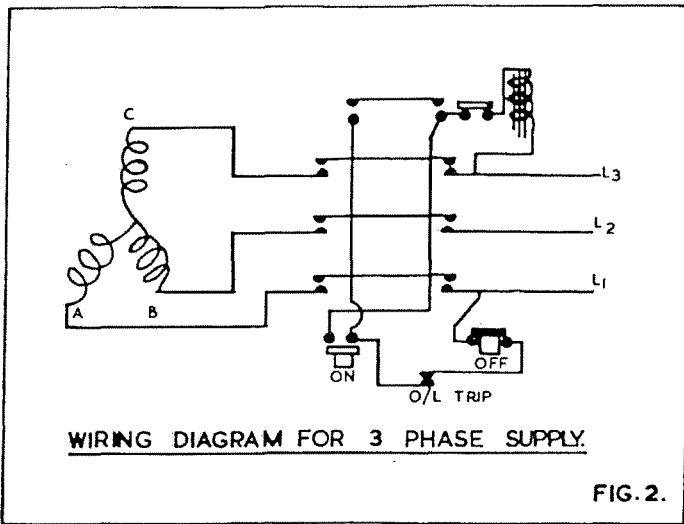 C
L3
L2
L1
A
B
ON
OFF
O/L TRIP
WIRING DIAGRAM FOR 3 PHASE SUPPLY.
FIG. 2.